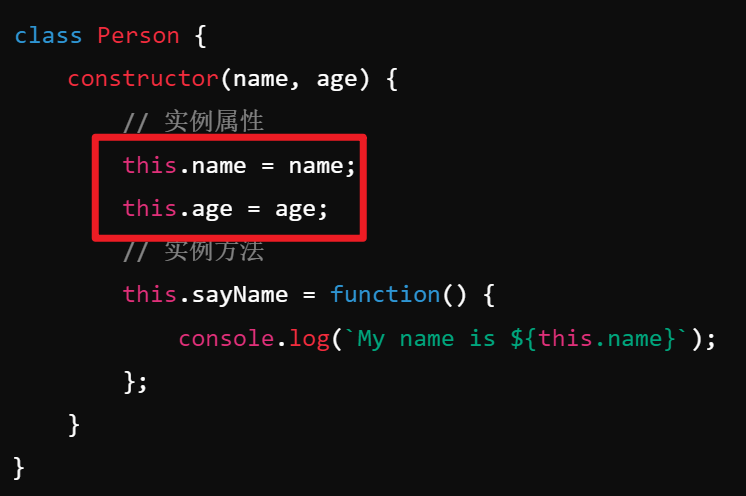 class Person {
constructor(name, age) {
// 实例属性
this.name = name;
this.age = age;
// 实例方法
this.sayName = function() {
console.log(`My name is ${this.name}`);
};
}
}